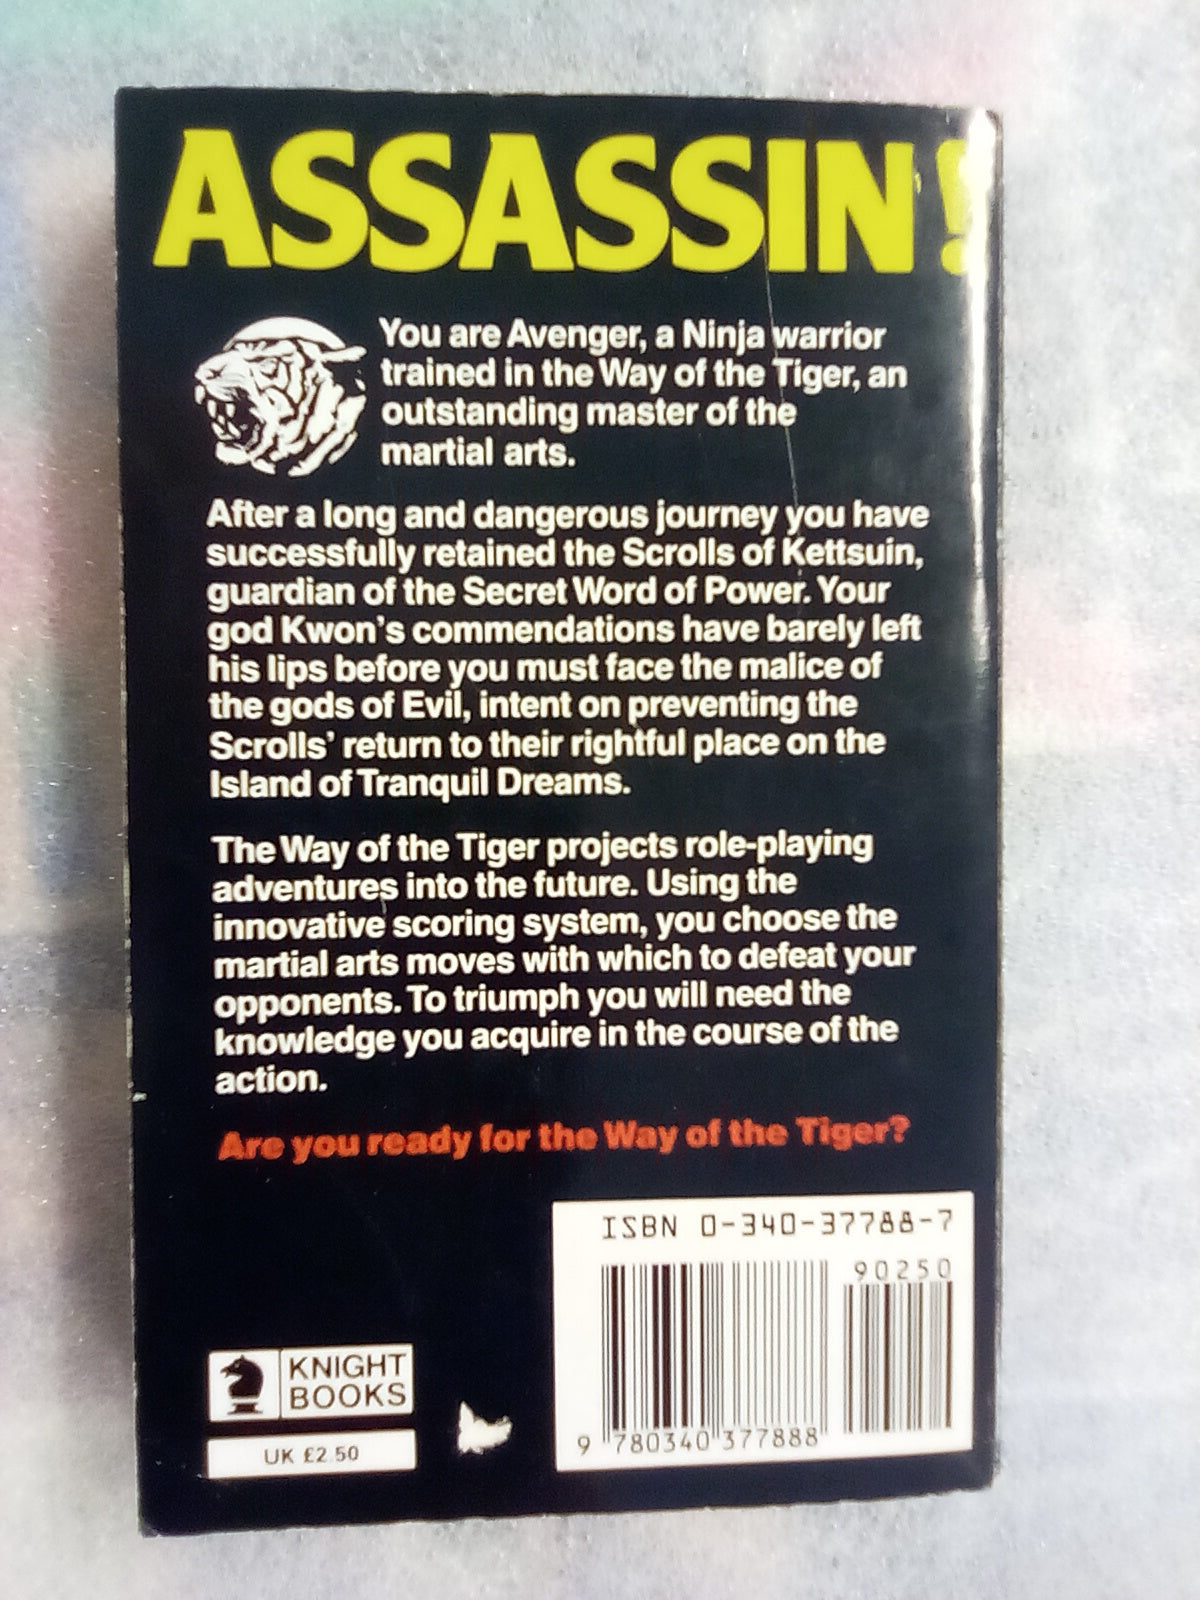 ASSASSIN!
You are Avenger, a Ninja warrior
trained in the Way of the Tiger, an
outstanding master of the
martial arts.
After a long and dangerous journey you have
successfully retained the Scrolls of Kettsuin,
guardian of the Secret Word of Power. Your
god Kwon's commendations have barely left
his lips before you must face the malice of
the gods of Evil, intent on preventing the
Scrolls' return to their rightful place on the
Island of Tranquil Dreams.
The Way of the Tiger projects role-playing
adventures into the future. Using the
innovative scoring system, you choose the
martial arts moves with which to defeat your
opponents. To triumph you will need the
knowledge you acquire in the course of the
action.
Are you ready for the Way of the Tiger?
ISBN 0-340-37788-7
90250
9 780340 377888
KNIGHT
BOOKS
UK £2.50